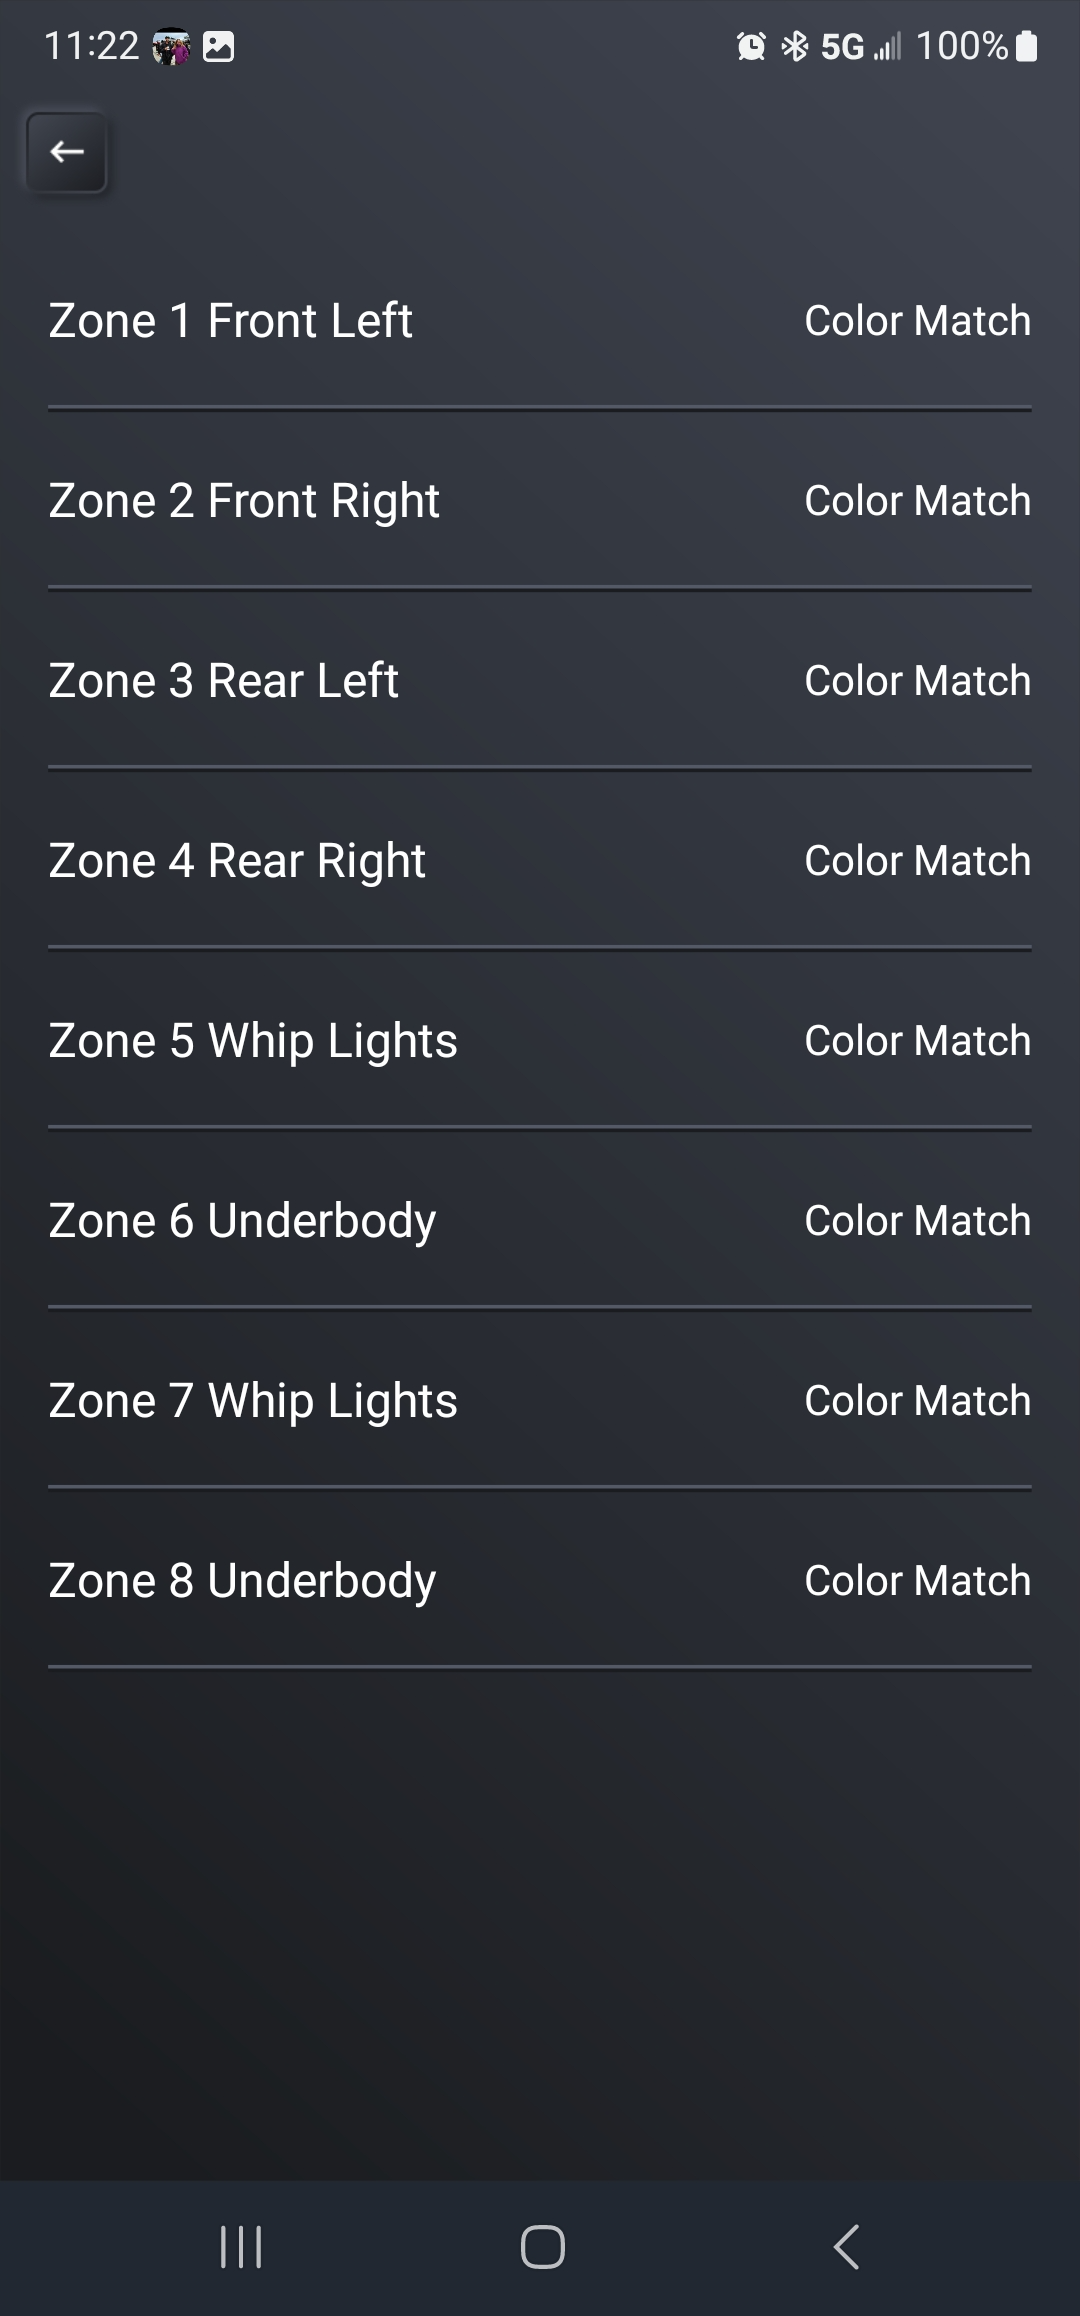 11:22 5G 100%
Zone 1 Front Left Color Match
Zone 2 Front Right Color Match
Zone 3 Rear Left Color Match
Zone 4 Rear Right Color Match
Zone 5 Whip Lights Color Match
Zone 6 Underbody Color Match
Zone 7 Whip Lights Color Match
Zone 8 Underbody Color Match